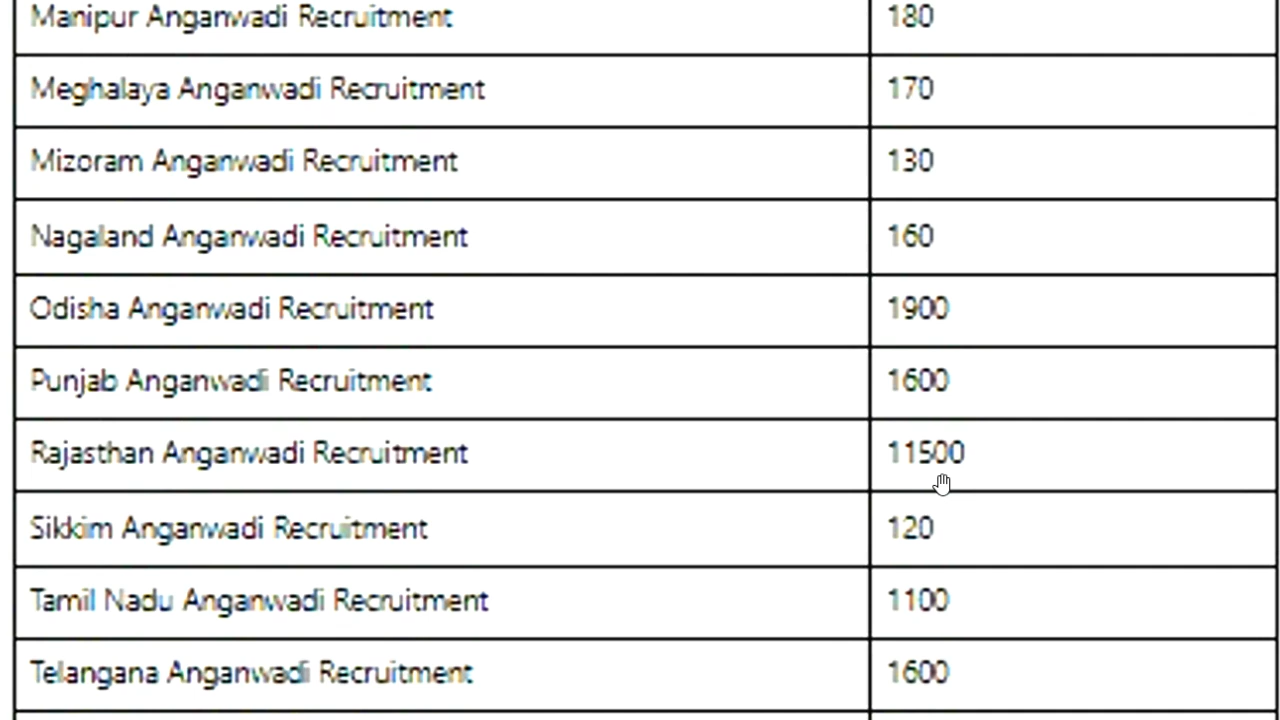 Manipur Anganwadi Recruitment 180
Meghalaya Anganwadi Recruitment 170
Mizoram Anganwadi Recruitment 130
Nagaland Anganwadi Recruitment 160
Odisha Anganwadi Recruitment 1900
Punjab Anganwadi Recruitment 1600
Rajasthan Anganwadi Recruitment 11500
Sikkim Anganwadi Recruitment 120
Tamil Nadu Anganwadi Recruitment 1100
Telangana Anganwadi Recruitment 1600